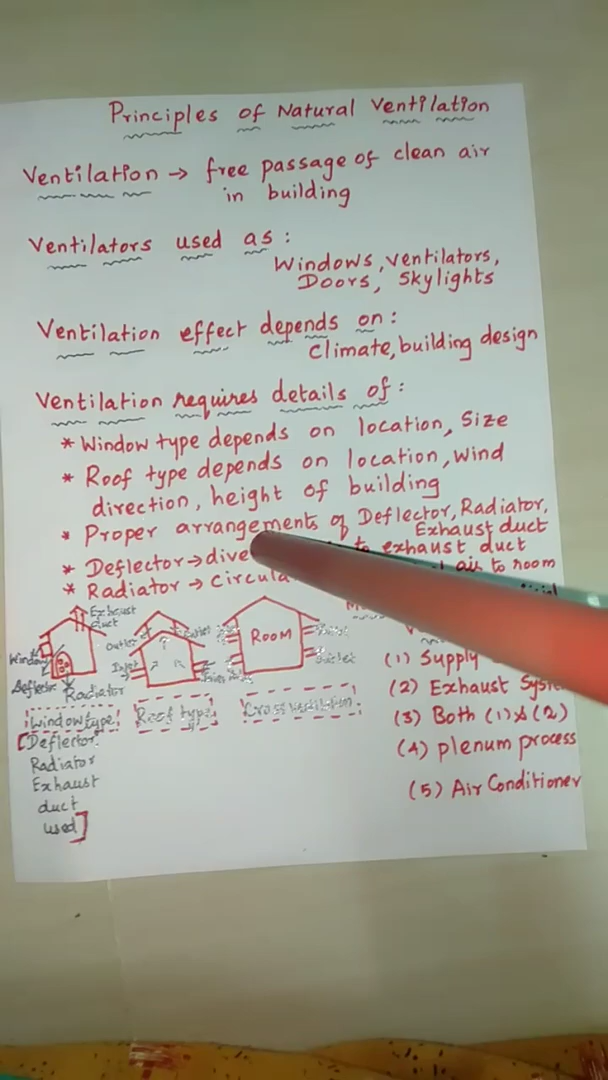 Principles of Natural Ventilation
Ventilation → free passage of clean air
in building
Ventilators used as :
Windows, ventilators,
Doors, Skylights
Ventilation effect depends on :
Climate, building design
Ventilation requires details of :
* Window type depends on location, Size
* Roof type depends on location, wind
direction, height of building
* Proper arrangements of Deflector, Radiator,
Exhaust duct
* Deflector → to exhaust duct
* Radiator → air to room
Exhaust
duct
Window
Deflector
Radiator
Outlet
Outlet
Inlet
ROOM
Outlet
Window type
Roof type
Cross ventilation
[Deflector
Radiator
Exhaust
duct
used]
(1) Supply
(2) Exhaust
(3) Both (1) & (2)
(4) plenum process
(5) Air Conditioner